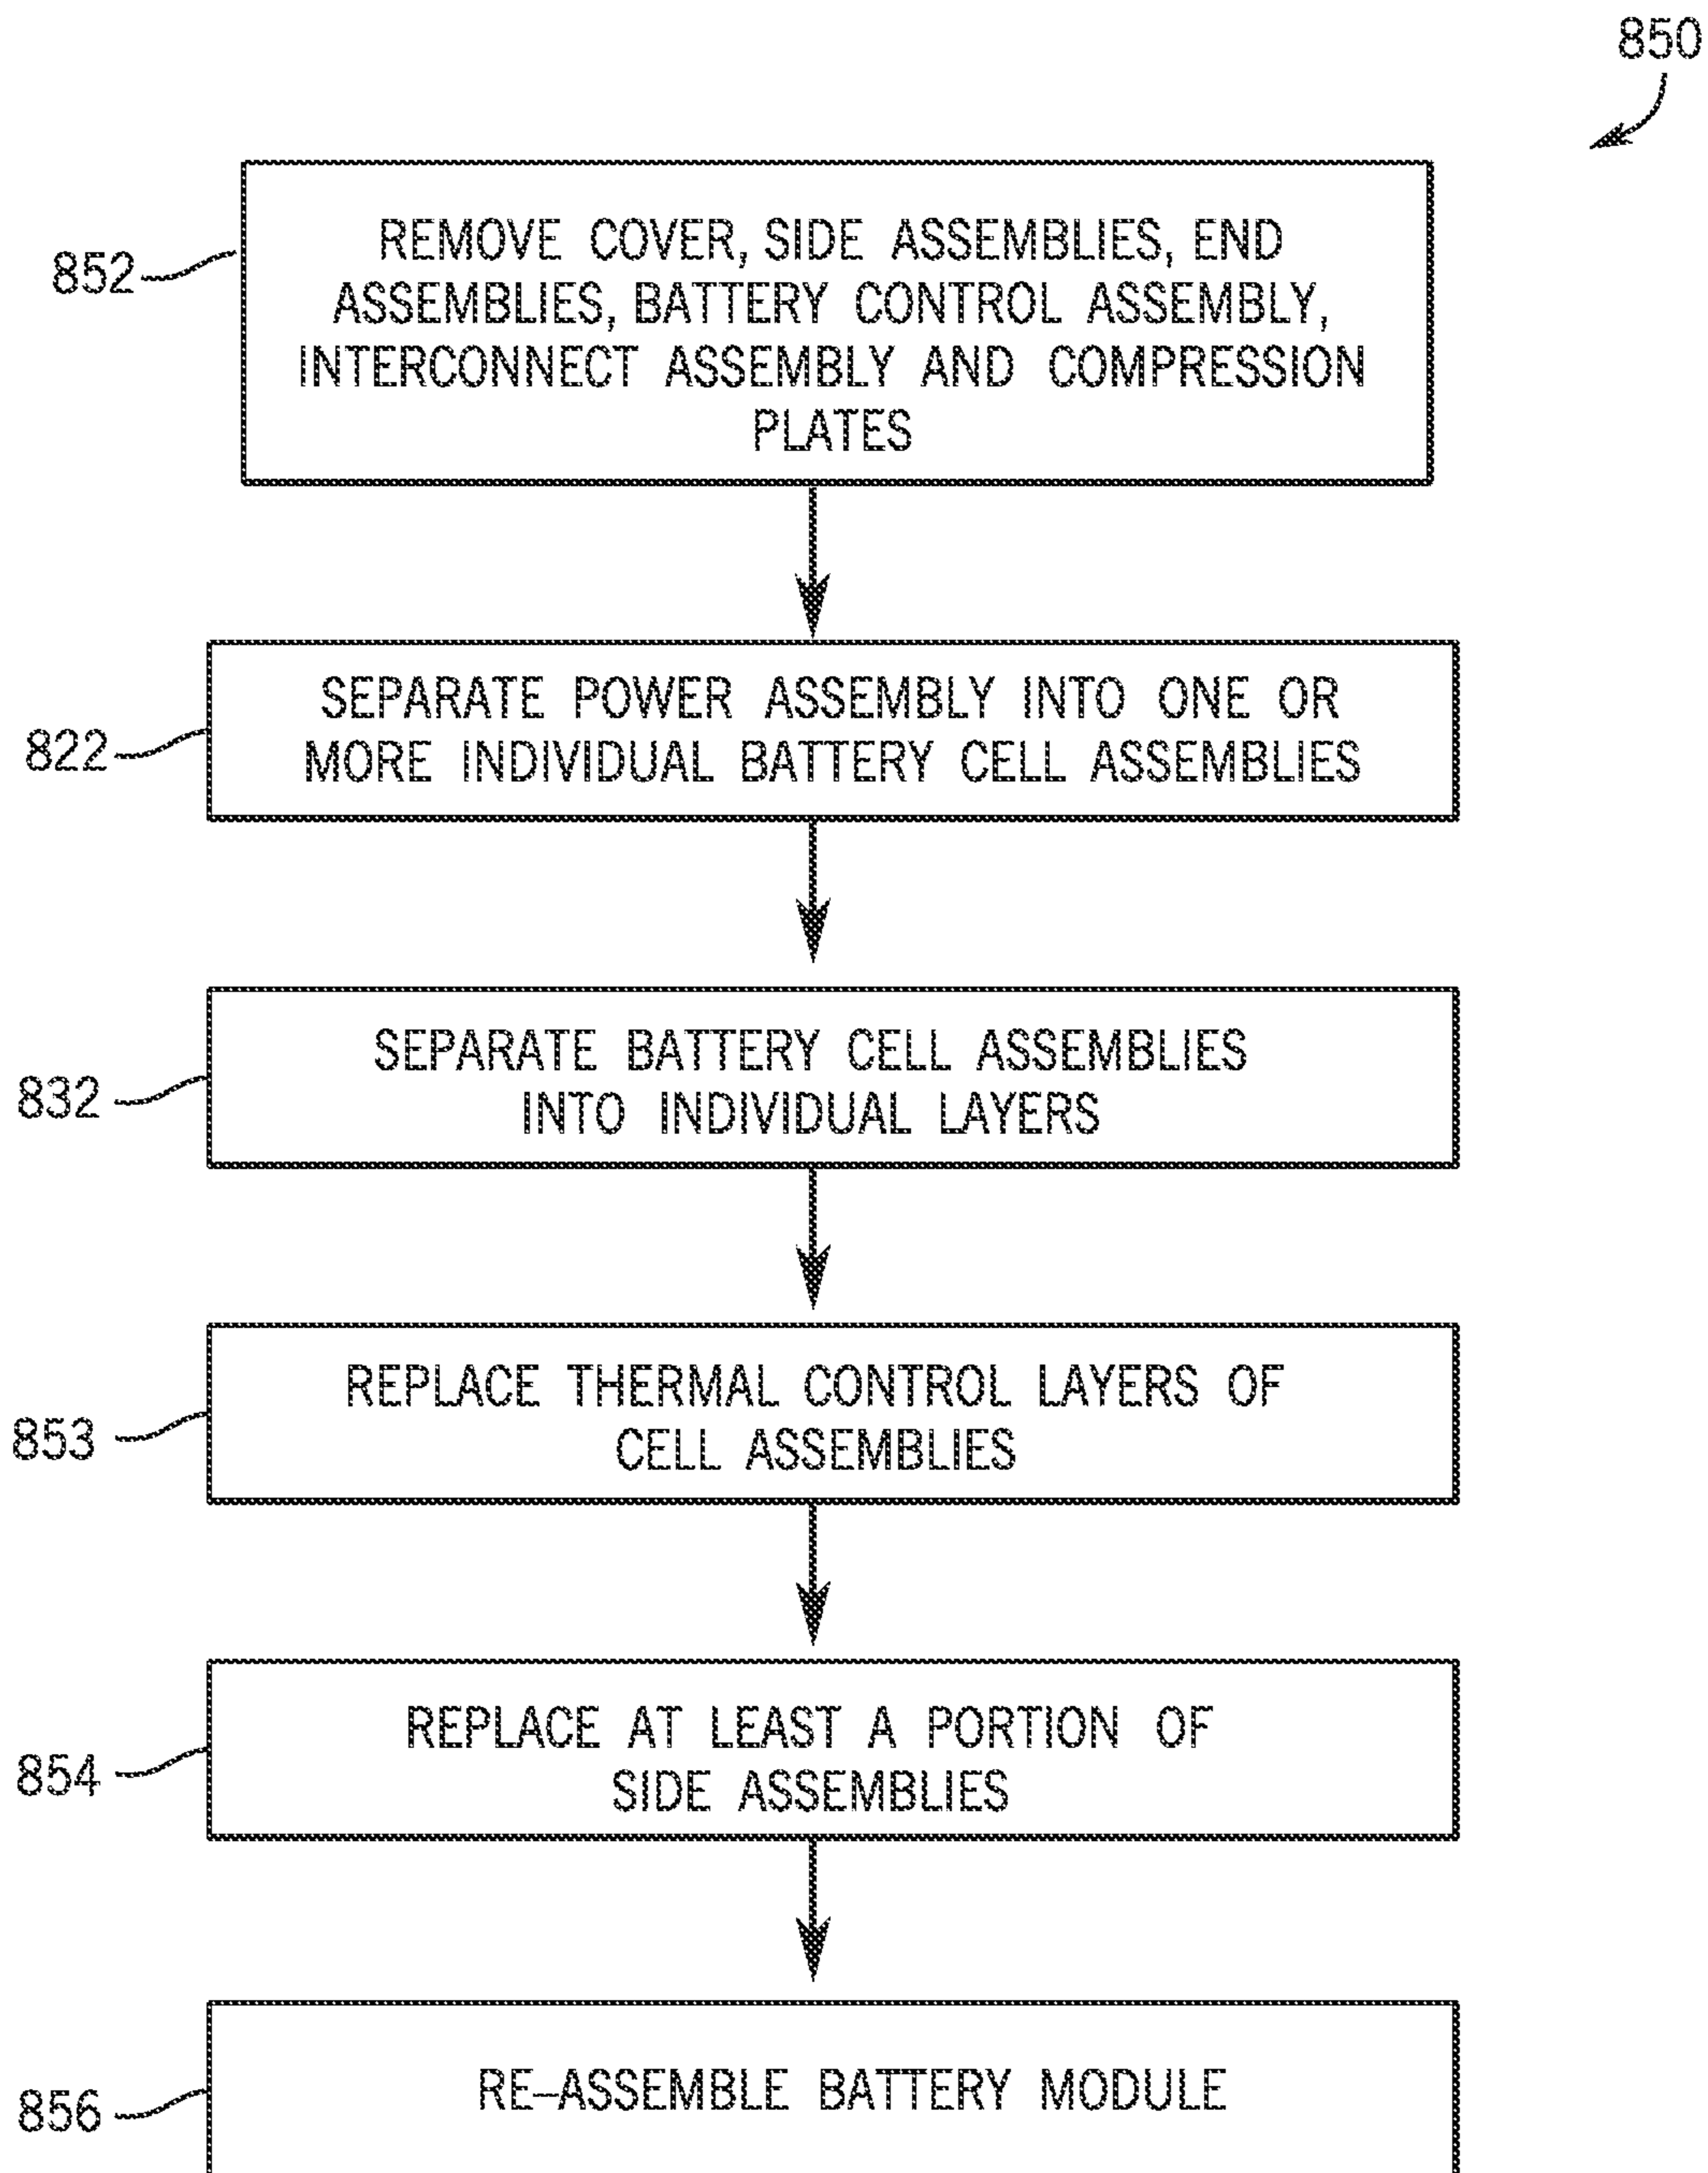 850
852
REMOVE COVER, SIDE ASSEMBLIES, END
ASSEMBLIES, BATTERY CONTROL ASSEMBLY,
INTERCONNECT ASSEMBLY AND COMPRESSION
PLATES
822
SEPARATE POWER ASSEMBLY INTO ONE OR
MORE INDIVIDUAL BATTERY CELL ASSEMBLIES
832
SEPARATE BATTERY CELL ASSEMBLIES
INTO INDIVIDUAL LAYERS
853
REPLACE THERMAL CONTROL LAYERS OF
CELL ASSEMBLIES
854
REPLACE AT LEAST A PORTION OF
SIDE ASSEMBLIES
856
RE–ASSEMBLE BATTERY MODULE